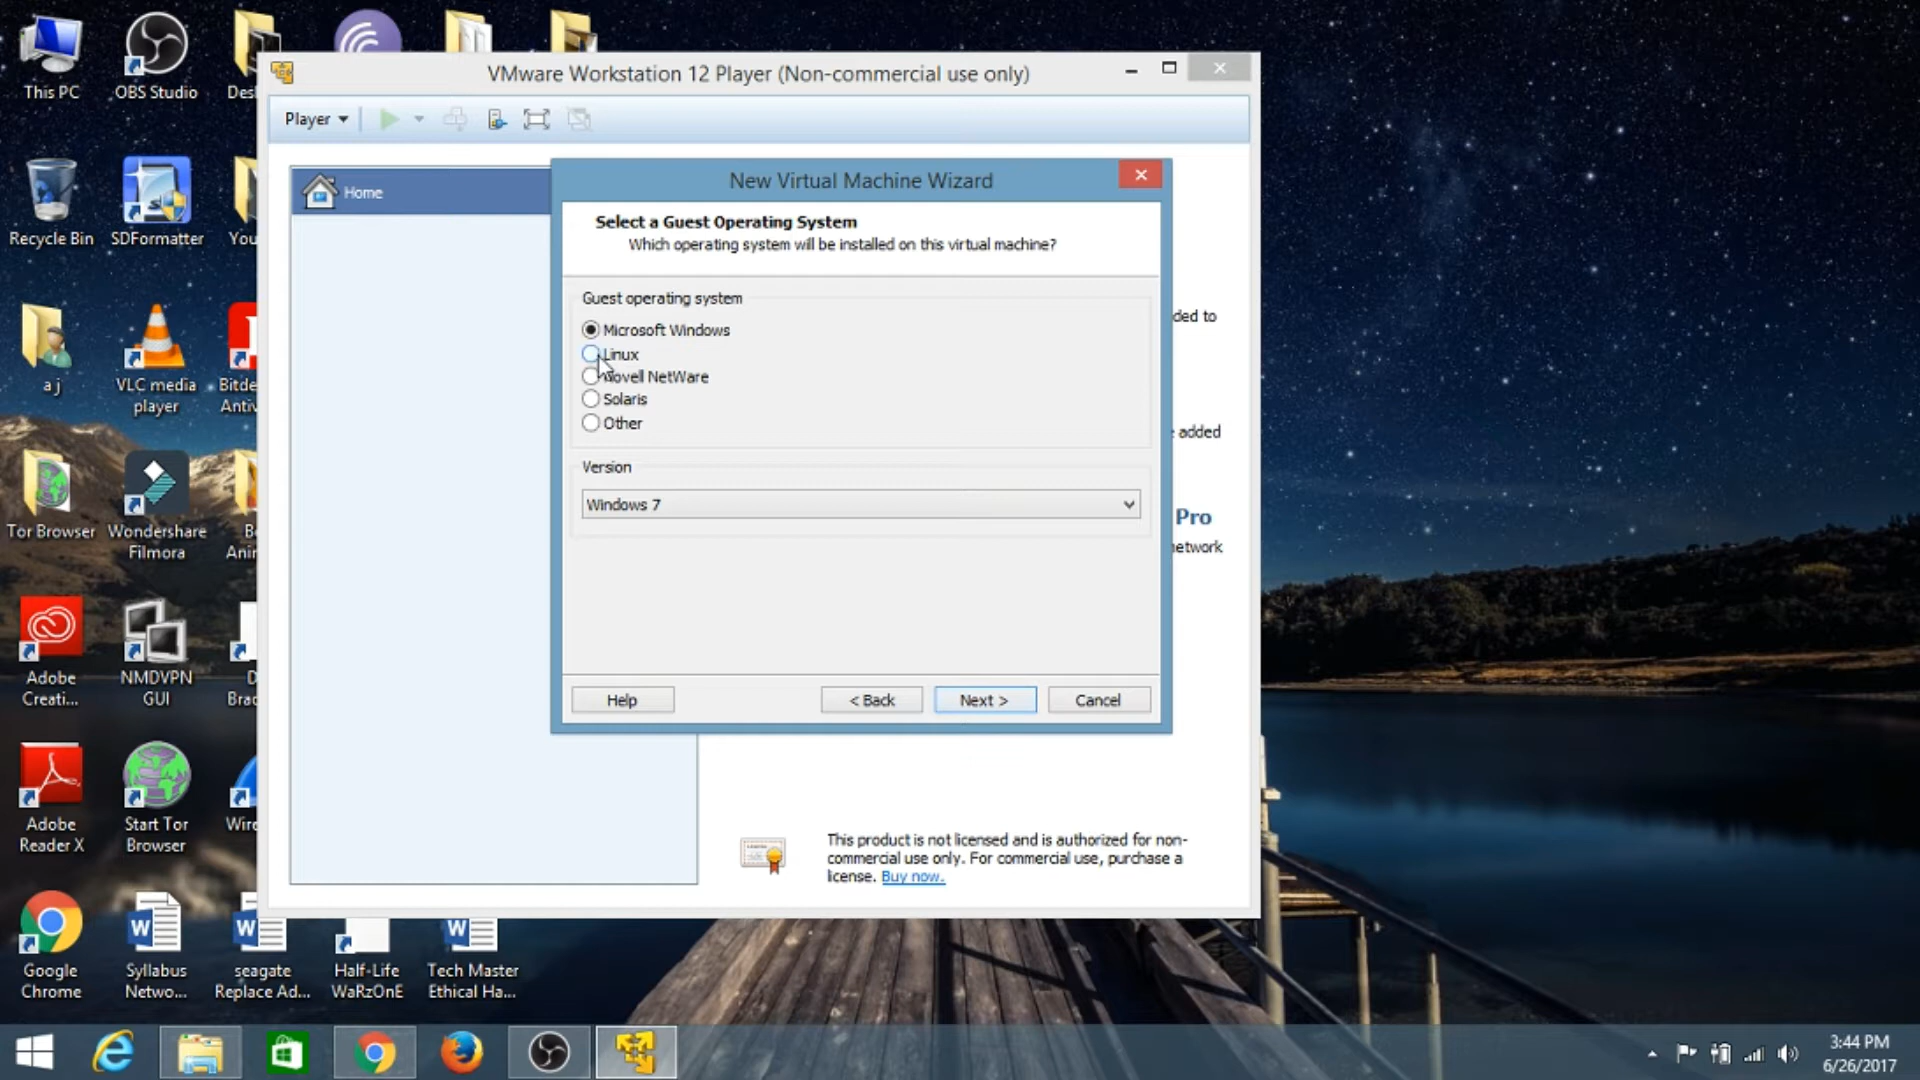 This PC
OBS Studio
Recycle Bin
SDFormatter
a j
VLC media
player
Tor Browser
Wondershare
Filmora
Adobe
Creati...
NMDVPN
GUI
Adobe
Reader X
Start Tor
Browser
Google
Chrome
Syllabus
Netwo...
seagate
Replace Ad...
Half-Life
WaRzOnE
Tech Master
Ethical Ha...
Des
You
Bitde
Antiv
B
Anir
D
Brac
Wire
VMware Workstation 12 Player (Non-commercial use only)
Player
Home
New Virtual Machine Wizard
Select a Guest Operating System
Which operating system will be installed on this virtual machine?
Guest operating system
Microsoft Windows
Linux
Novell NetWare
Solaris
Other
Version
Windows 7
Help
< Back
Next >
Cancel
ded to
added
Pro
network
This product is not licensed and is authorized for non-
commercial use only. For commercial use, purchase a
license. Buy now.
3:44 PM
6/26/2017